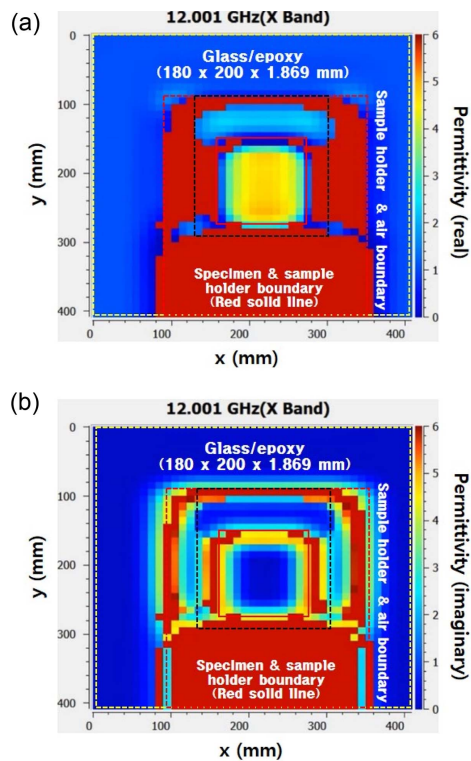 (a)
12.001 GHz(X Band)
Glass/epoxy
(180 x 200 x 1.869 mm)
Sample holder & air boundary
Specimen & sample
holder boundary
(Red solid line)
0
100
200
300
400
y (mm)
0
100
200
300
400
x (mm)
6
5
4
3
2
1
0
Permittivity (real)
(b)
12.001 GHz(X Band)
Glass/epoxy
(180 x 200 x 1.869 mm)
Sample holder & air boundary
Specimen & sample
holder boundary
(Red solid line)
0
100
200
300
400
y (mm)
0
100
200
300
400
x (mm)
6
5
4
3
2
1
0
Permittivity (imaginary)